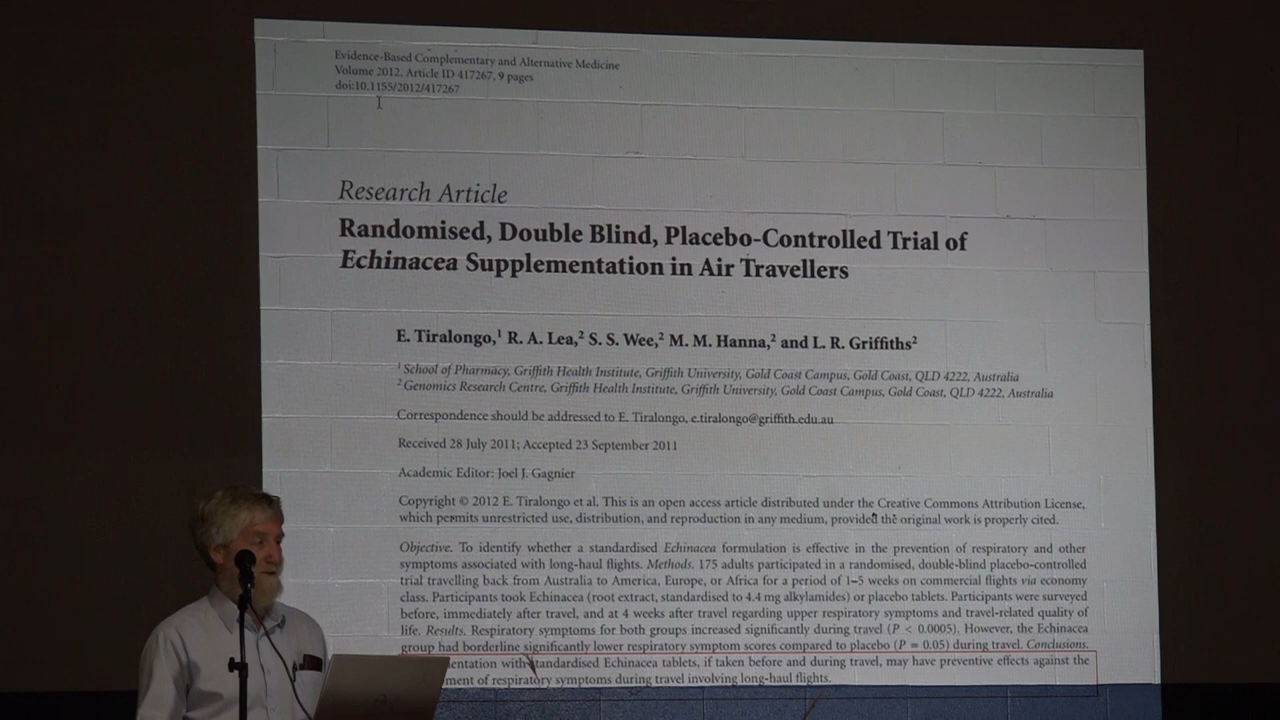 Evidence-Based Complementary and Alternative Medicine
Volume 2012, Article ID 417267, 9 pages
doi:10.1155/2012/417267
Research Article
Randomised, Double Blind, Placebo-Controlled Trial of
Echinacea Supplementation in Air Travellers
E. Tiralongo,¹ R. A. Lea,² S. S. Wee,² M. M. Hanna,² and L. R. Griffiths²
¹ School of Pharmacy, Griffith Health Institute, Griffith University, Gold Coast Campus, Gold Coast, QLD 4222, Australia
² Genomics Research Centre, Griffith Health Institute, Griffith University, Gold Coast Campus, Gold Coast, QLD 4222, Australia
Correspondence should be addressed to E. Tiralongo, e.tiralongo@griffith.edu.au
Received 28 July 2011; Accepted 23 September 2011
Academic Editor: Joel J. Gagnier
Copyright © 2012 E. Tiralongo et al. This is an open access article distributed under the Creative Commons Attribution License,
which permits unrestricted use, distribution, and reproduction in any medium, provided the original work is properly cited.
Objective. To identify whether a standardised Echinacea formulation is effective in the prevention of respiratory and other
symptoms associated with long-haul flights. Methods. 175 adults participated in a randomised, double-blind placebo-controlled
trial travelling back from Australia to America, Europe, or Africa for a period of 1–5 weeks on commercial flights via economy
class. Participants took Echinacea (root extract, standardised to 4.4 mg alkylamides) or placebo tablets. Participants were surveyed
before, immediately after travel, and at 4 weeks after travel regarding upper respiratory symptoms and travel-related quality of
life. Results. Respiratory symptoms for both groups increased significantly during travel (P < 0.0005). However, the Echinacea
group had borderline significantly lower respiratory symptom scores compared to placebo (P = 0.05) during travel. Conclusions.
entation with standardised Echinacea tablets, if taken before and during travel, may have preventive effects against the
ment of respiratory symptoms during travel involving long-haul flights.